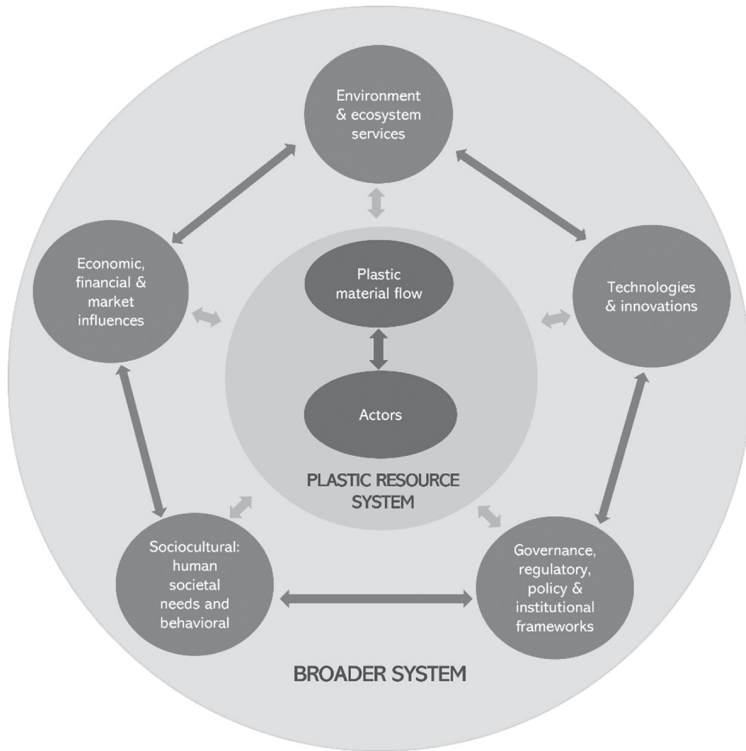 Environment
& ecosystem
services
Economic,
financial &
market
influences
Plastic
material flow
Technologies
& innovations
Actors
PLASTIC RESOURCE
SYSTEM
Sociocultural:
human
societal
needs and
behavioral
Governance,
regulatory,
policy &
institutional
frameworks
BROADER SYSTEM